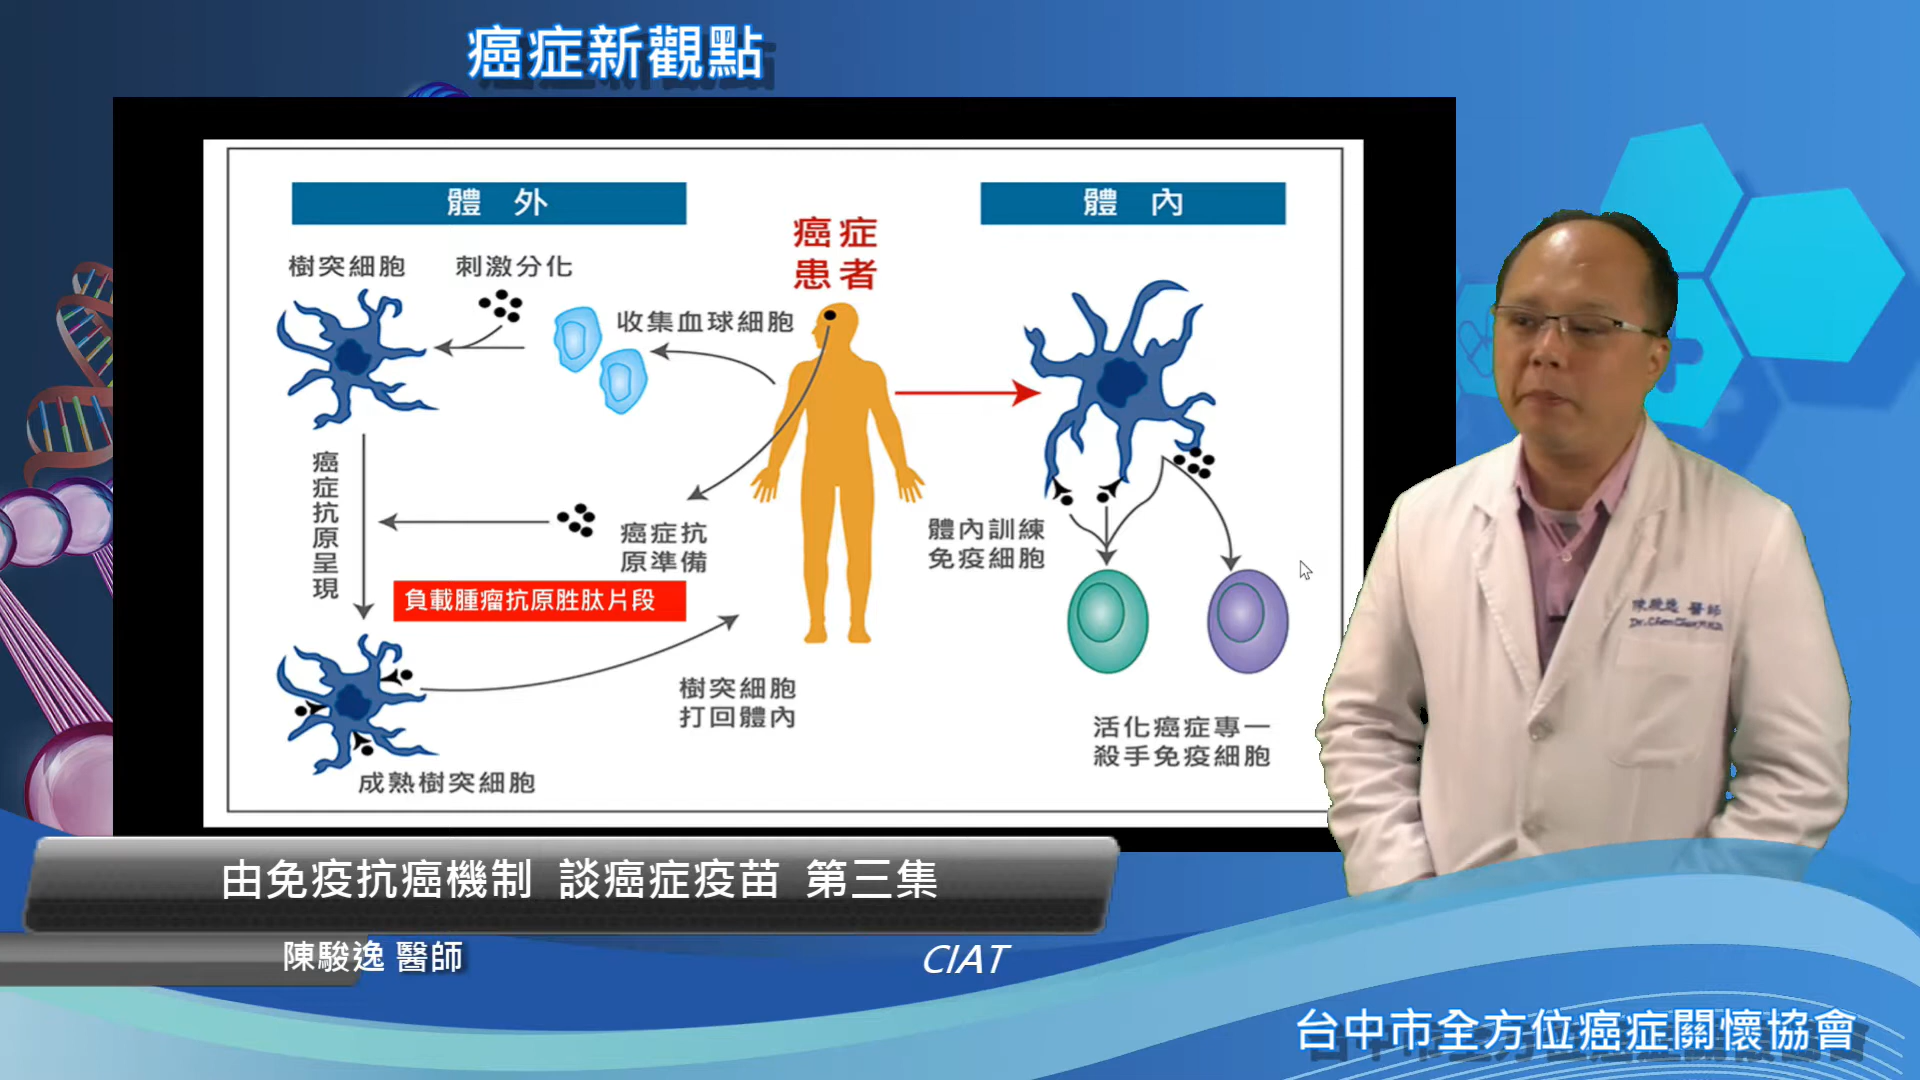 癌症新觀點
體 外
體 內
癌症
患者
樹突細胞
刺激分化
收集血球細胞
癌症抗原呈現
癌症抗
原準備
負載腫瘤抗原胜肽片段
體內訓練
免疫細胞
樹突細胞
打回體內
成熟樹突細胞
活化癌症專一
殺手免疫細胞
陳駿逸 醫師
由免疫抗癌機制 談癌症疫苗 第三集
陳駿逸 醫師
CIAT
台中市全方位癌症關懷協會